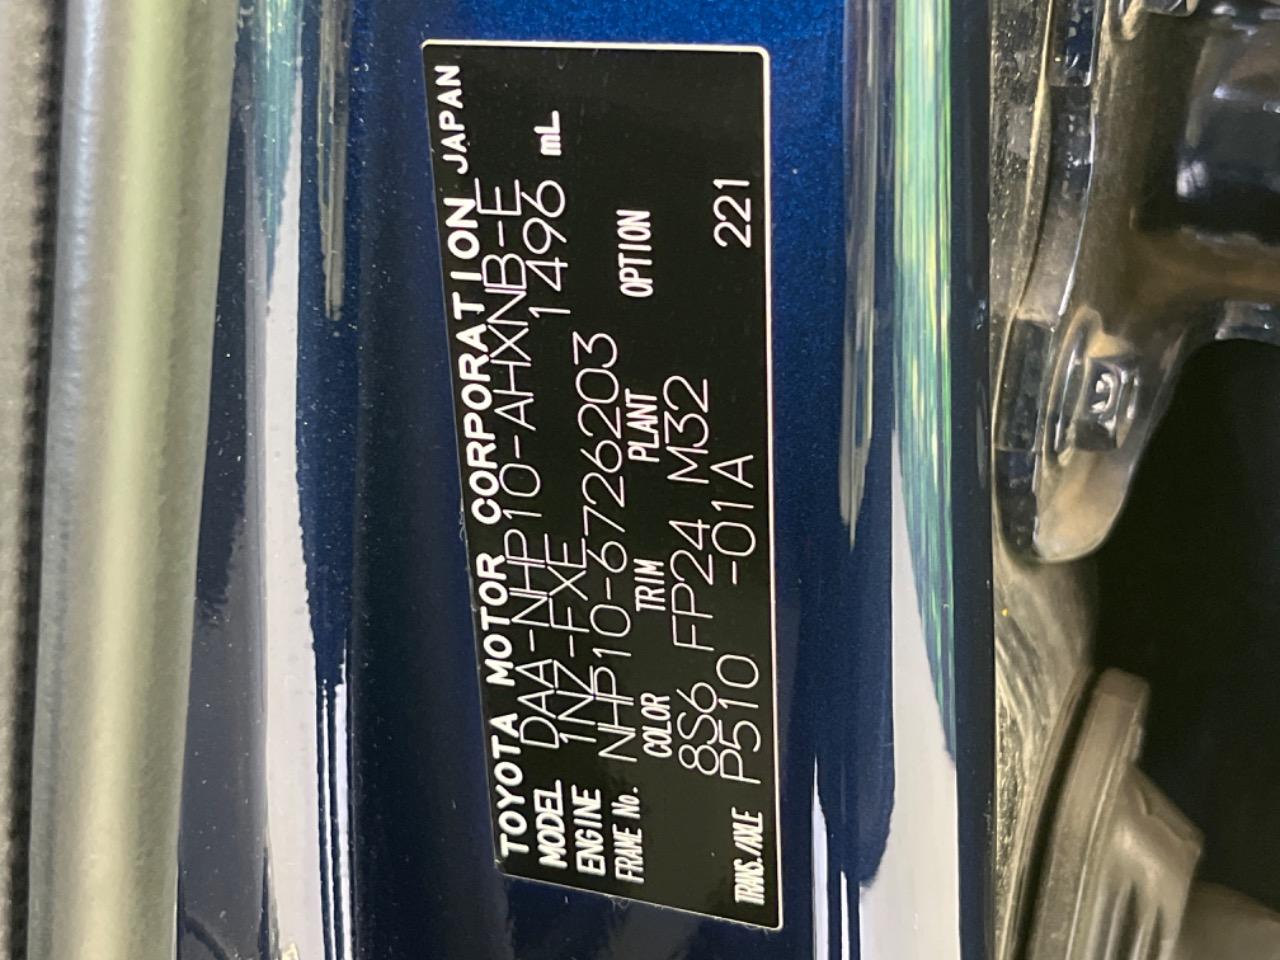 TOYOTA MOTOR CORPORATION JAPAN
MODEL DAA-NHP10-AHXNB-E
ENGINE 1NZ-FXE 1496 mL
FRAME No. NHP10-6726203
COLOR TRIM PLANT OPTION
8S6 FP24 M32
TRANS./AXLE P510 -01A 221